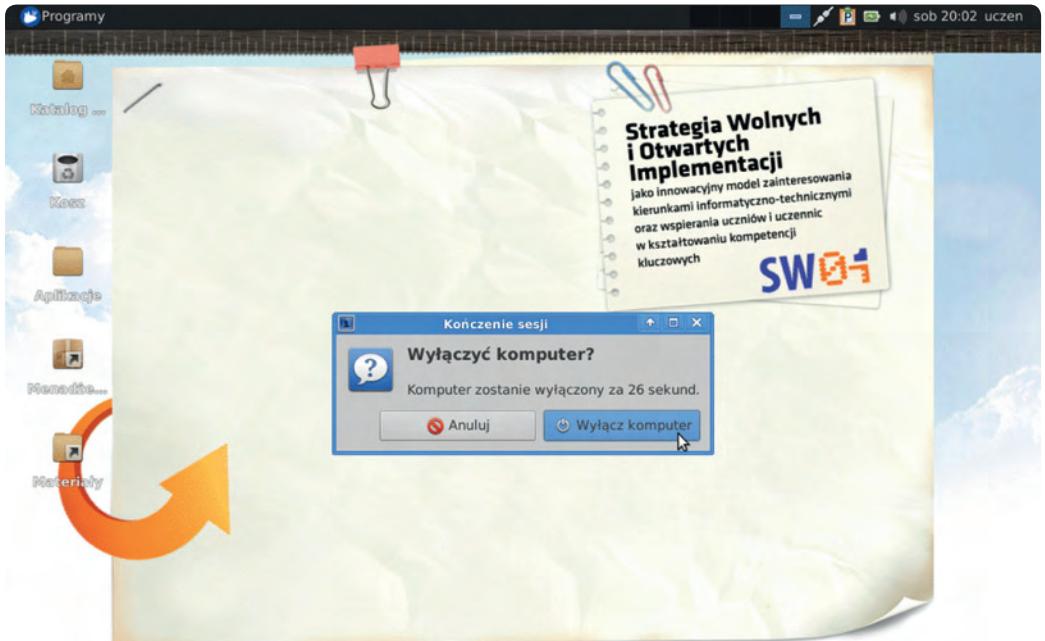 Programy
sob 20:02 uczen
Katalog ...
Kosz
Aplikacje
Menadże...
Materiały
Strategia Wolnych
i Otwartych
Implementacji
jako innowacyjny model zainteresowania
kierunkami informatyczno-technicznymi
oraz wspierania uczniów i uczennic
w kształtowaniu kompetencji
kluczowych
SW01
Kończenie sesji
Wyłączyć komputer?
Komputer zostanie wyłączony za 26 sekund.
Anuluj
Wyłącz komputer